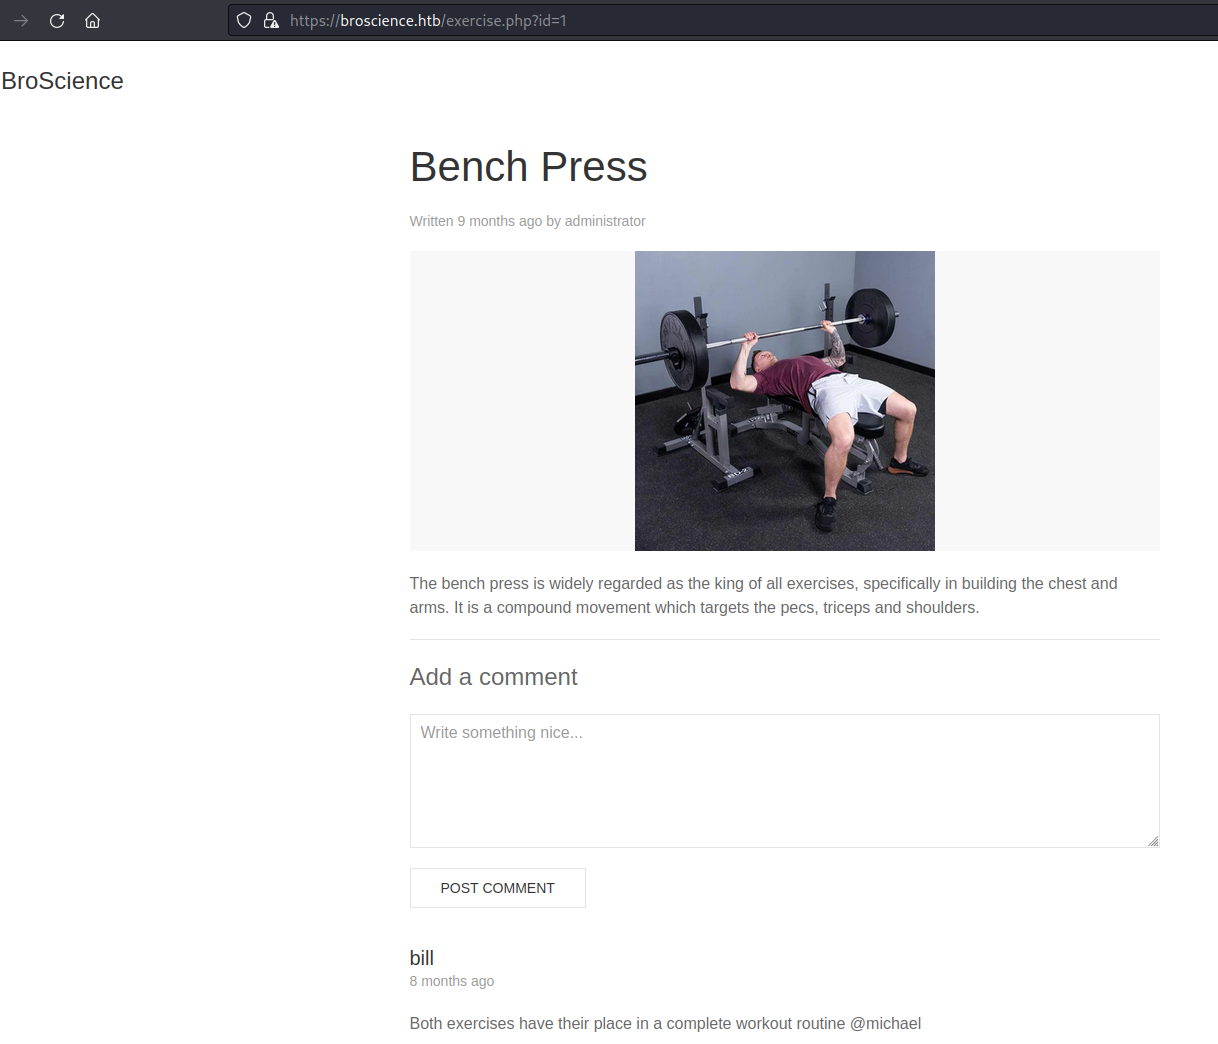 https://broscience.htb/exercise.php?id=1
BroScience
Bench Press
Written 9 months ago by administrator
The bench press is widely regarded as the king of all exercises, specifically in building the chest and
arms. It is a compound movement which targets the pecs, triceps and shoulders.
Add a comment
Write something nice...
POST COMMENT
bill
8 months ago
Both exercises have their place in a complete workout routine @michael